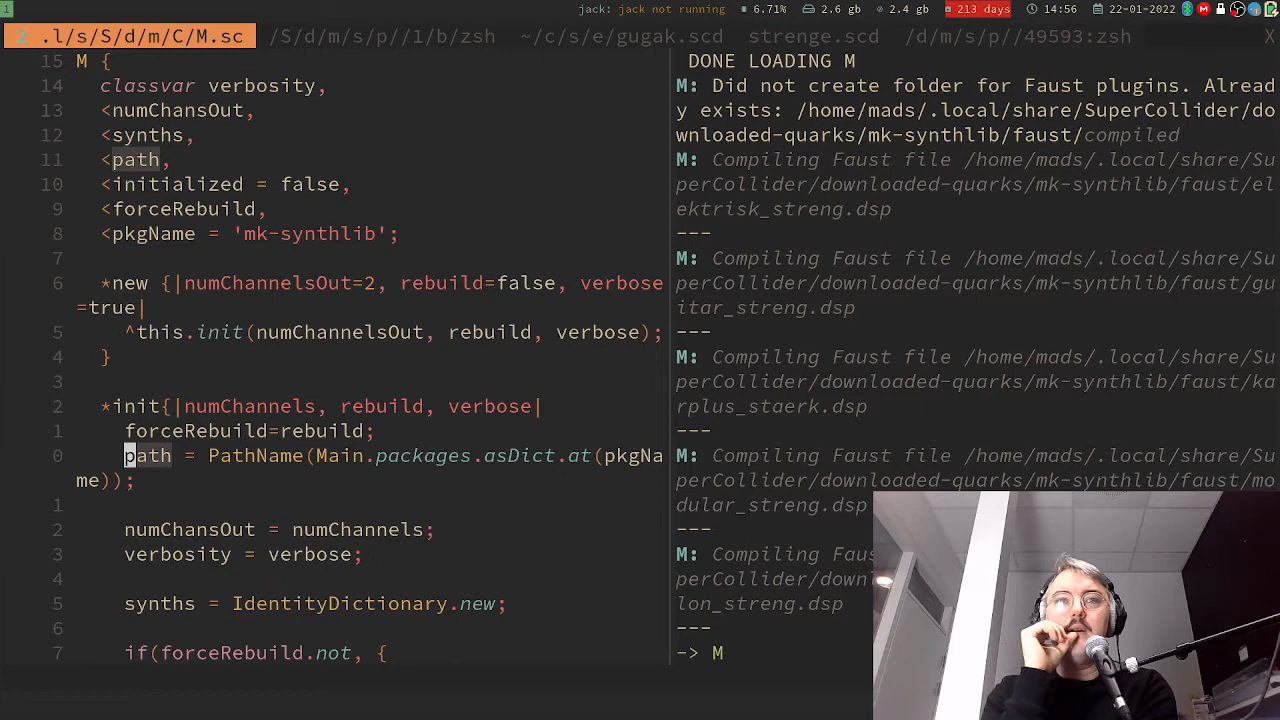 1 jack: jack not running 6.71% 2.6 gb 2.4 gb 213 days 14:56 22-01-2022
2 .l/s/S/d/m/C/M.sc /S/d/m/s/p//l/b/zsh ~/c/s/e/gugak.scd strenge.scd /d/m/s/p//49593:zsh X
15 M {
14 classvar verbosity,
13 <numChansOut,
12 <synths,
11 <path,
10 <initialized = false,
9 <forceRebuild,
8 <pkgName = 'mk-synthlib';
7
6 *new {|numChannelsOut=2, rebuild=false, verbose
=true|
5 ^this.init(numChannelsOut, rebuild, verbose);
4 }
3
2 *init{|numChannels, rebuild, verbose|
1 forceRebuild=rebuild;
0 path = PathName(Main.packages.asDict.at(pkgNa
me));
1
2 numChansOut = numChannels;
3 verbosity = verbose;
4
5 synths = IdentityDictionary.new;
6
7 if(forceRebuild.not, {
DONE LOADING M
M: Did not create folder for Faust plugins. Alread
y exists: /home/mads/.local/share/SuperCollider/do
wnloaded-quarks/mk-synthlib/faust/compiled
M: Compiling Faust file /home/mads/.local/share/Su
perCollider/downloaded-quarks/mk-synthlib/faust/el
ektrisk_streng.dsp
---
M: Compiling Faust file /home/mads/.local/share/Su
perCollider/downloaded-quarks/mk-synthlib/faust/gu
itar_streng.dsp
---
M: Compiling Faust file /home/mads/.local/share/Su
perCollider/downloaded-quarks/mk-synthlib/faust/ka
rplus_staerk.dsp
---
M: Compiling Faust file /home/mads/.local/share/Su
perCollider/downloaded-quarks/mk-synthlib/faust/mo
dular_streng.dsp
---
M: Compiling Faus
perCollider/down
lon_streng.dsp
---
-> M